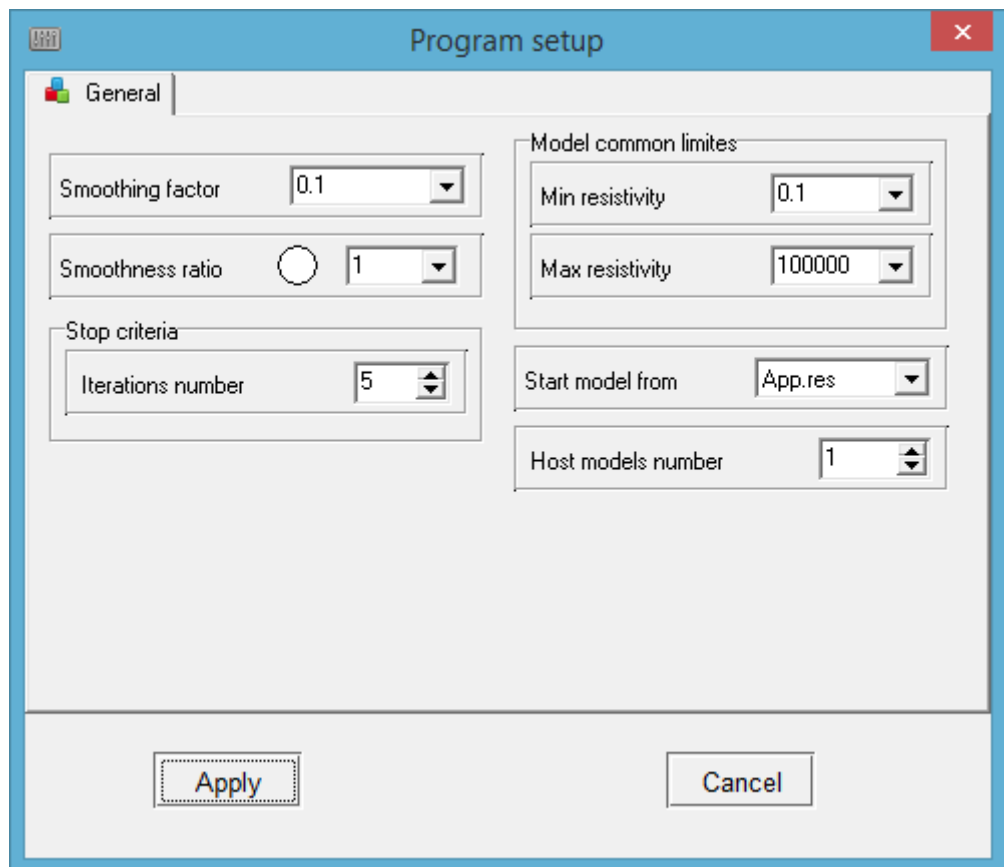 Program setup
General
Smoothing factor 0.1
Smoothness ratio 1
Stop criteria
Iterations number 5
Model common limites
Min resistivity 0.1
Max resistivity 100000
Start model from App.res
Host models number 1
Apply
Cancel